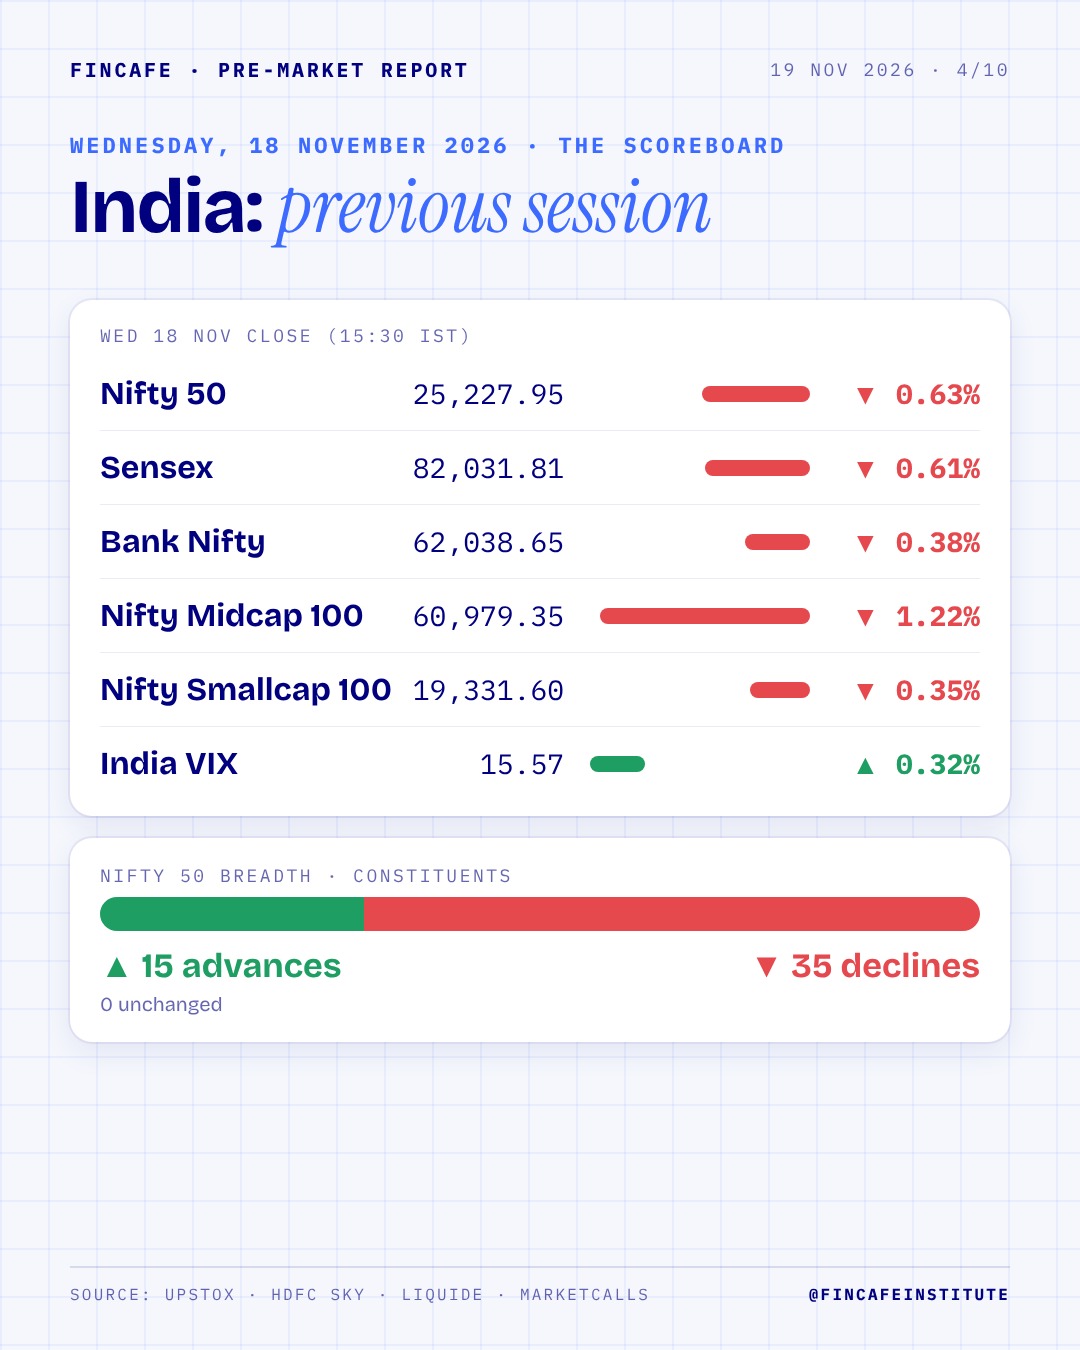 FINCAFE · PRE-MARKET REPORT
19 NOV 2026 · 4/10
WEDNESDAY, 18 NOVEMBER 2026 · THE SCOREBOARD
India: previous session
WED 18 NOV CLOSE (15:30 IST)
Nifty 50 25,227.95 ▼ 0.63%
Sensex 82,031.81 ▼ 0.61%
Bank Nifty 62,038.65 ▼ 0.38%
Nifty Midcap 100 60,979.35 ▼ 1.22%
Nifty Smallcap 100 19,331.60 ▼ 0.35%
India VIX 15.57 ▲ 0.32%
NIFTY 50 BREADTH · CONSTITUENTS
▲ 15 advances ▼ 35 declines
0 unchanged
SOURCE: UPSTOX · HDFC SKY · LIQUIDE · MARKETCALLS
@FINCAFEINSTITUTE